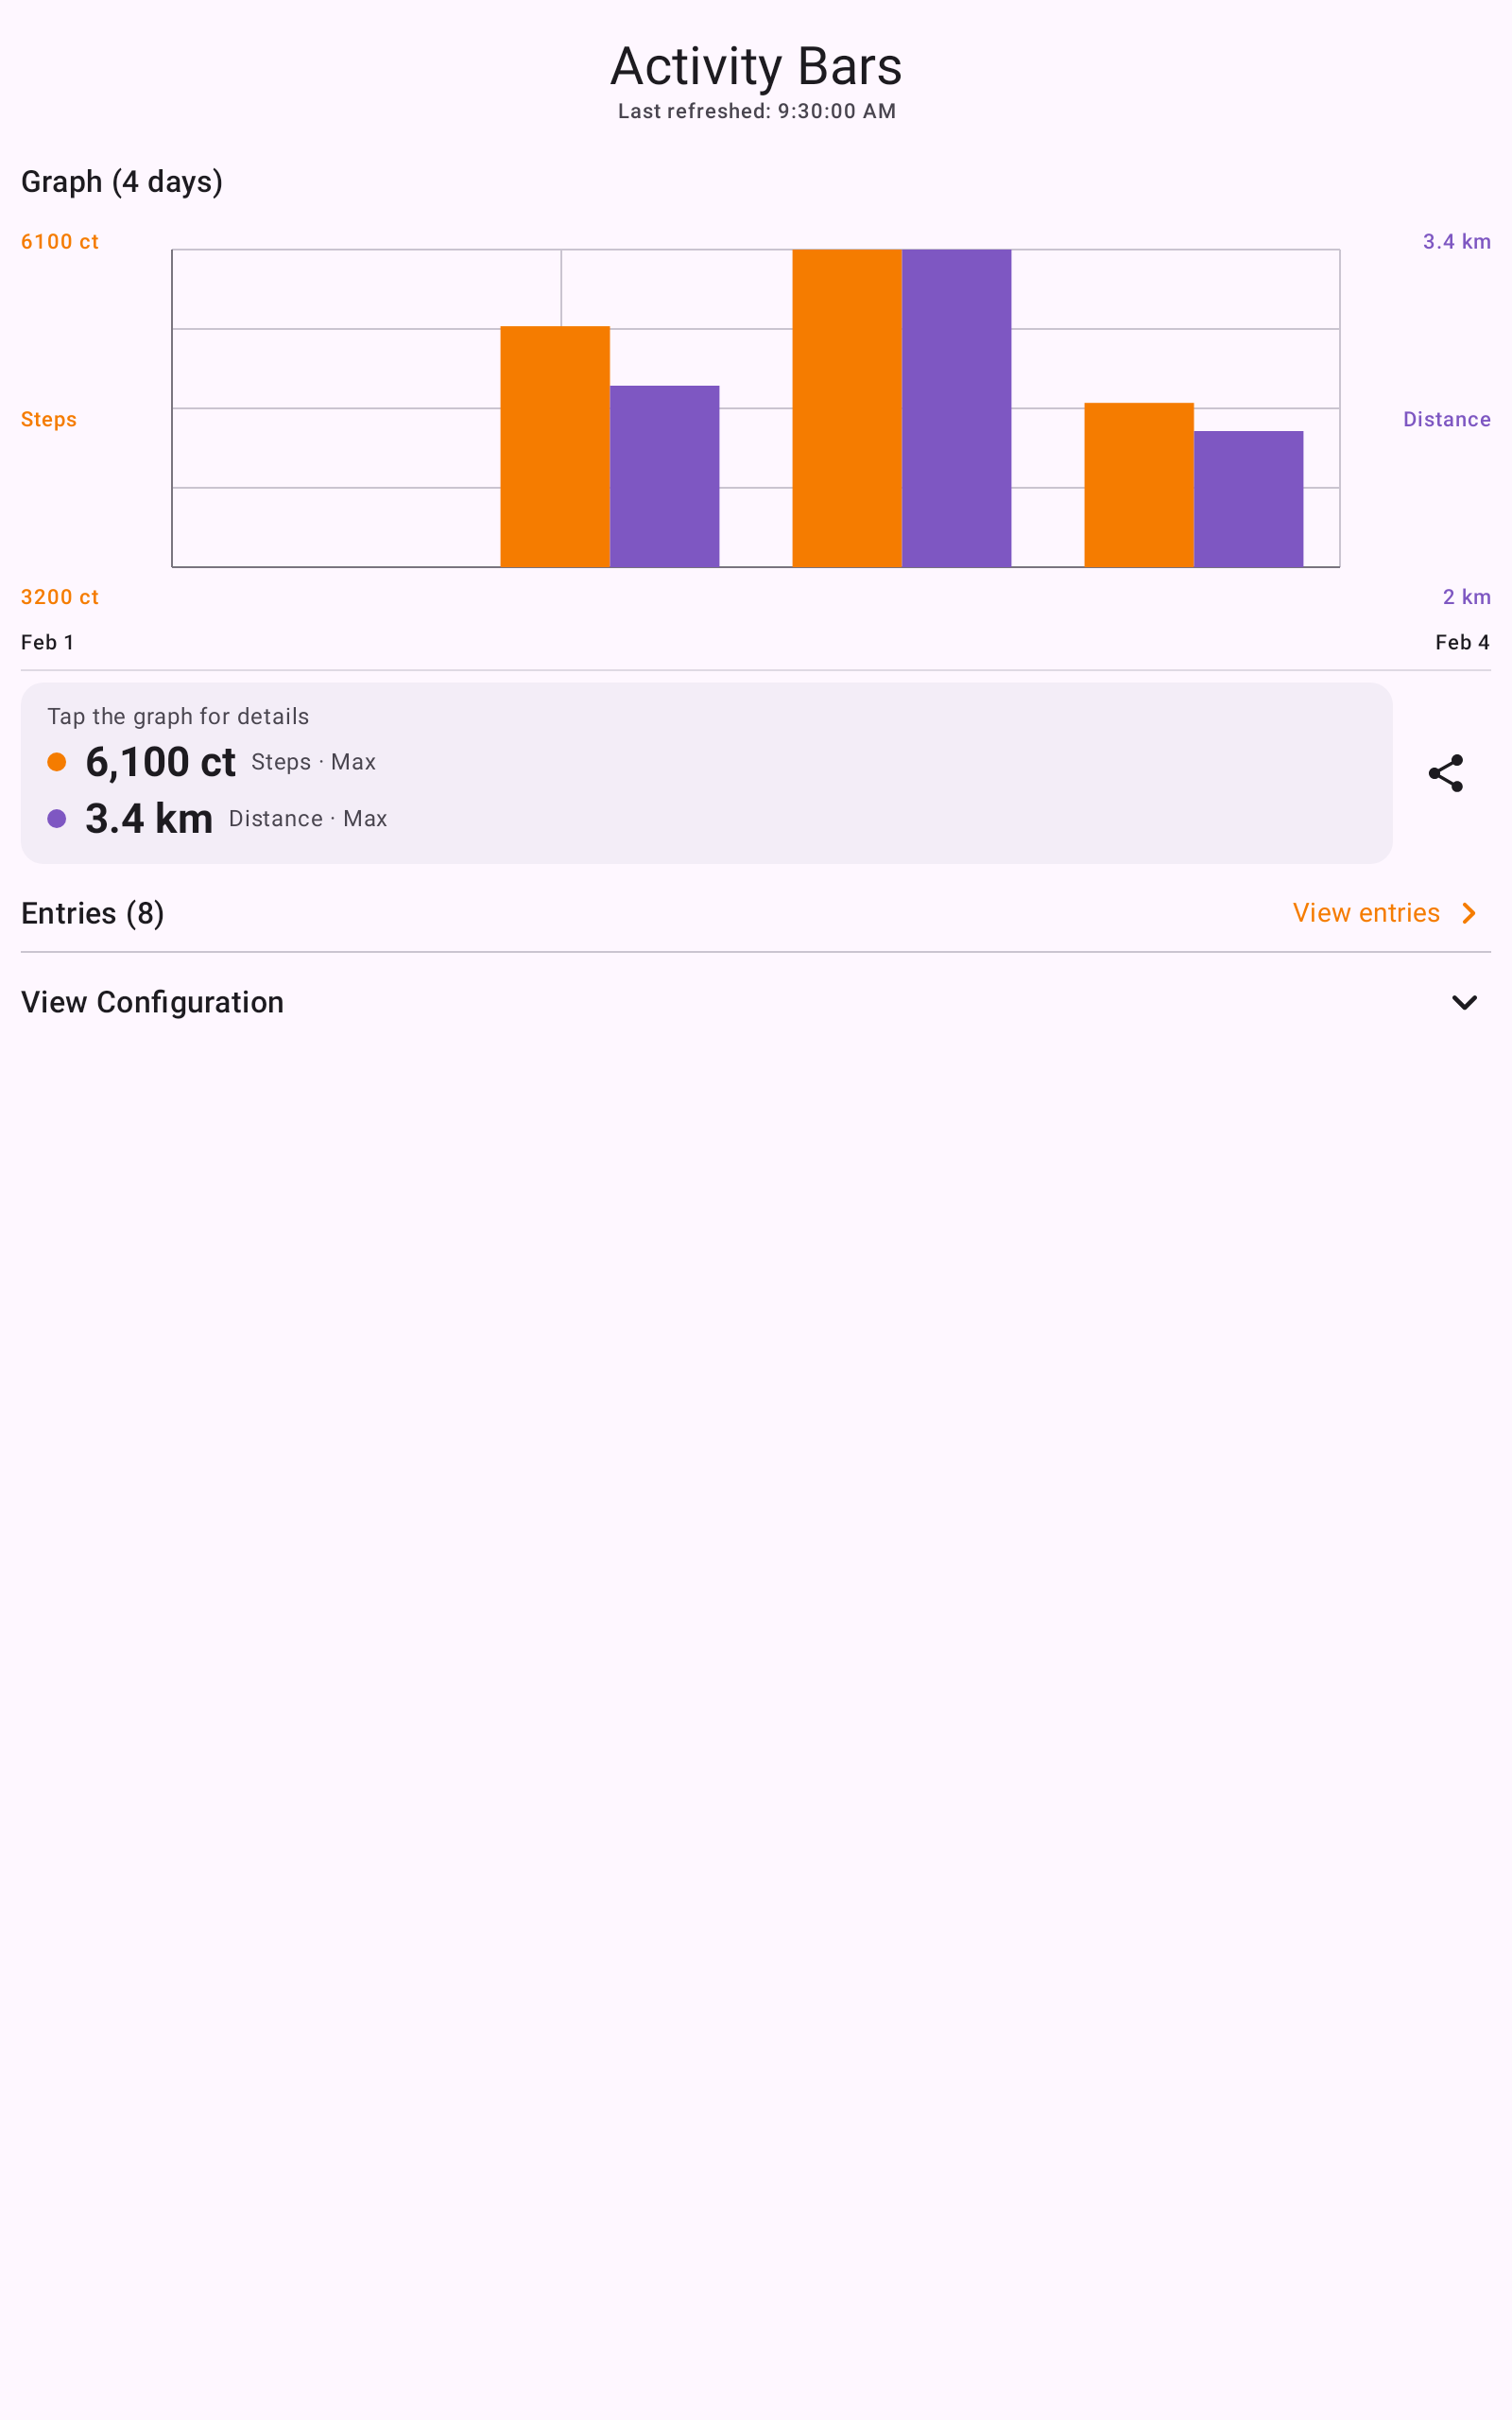 Activity Bars
Last refreshed: 9:30:00 AM
Graph (4 days)
6100 ct
3.4 km
Steps
Distance
3200 ct
2 km
Feb 1
Feb 4
Tap the graph for details
6,100 ct Steps · Max
3.4 km Distance · Max
Entries (8)
View entries
View Configuration